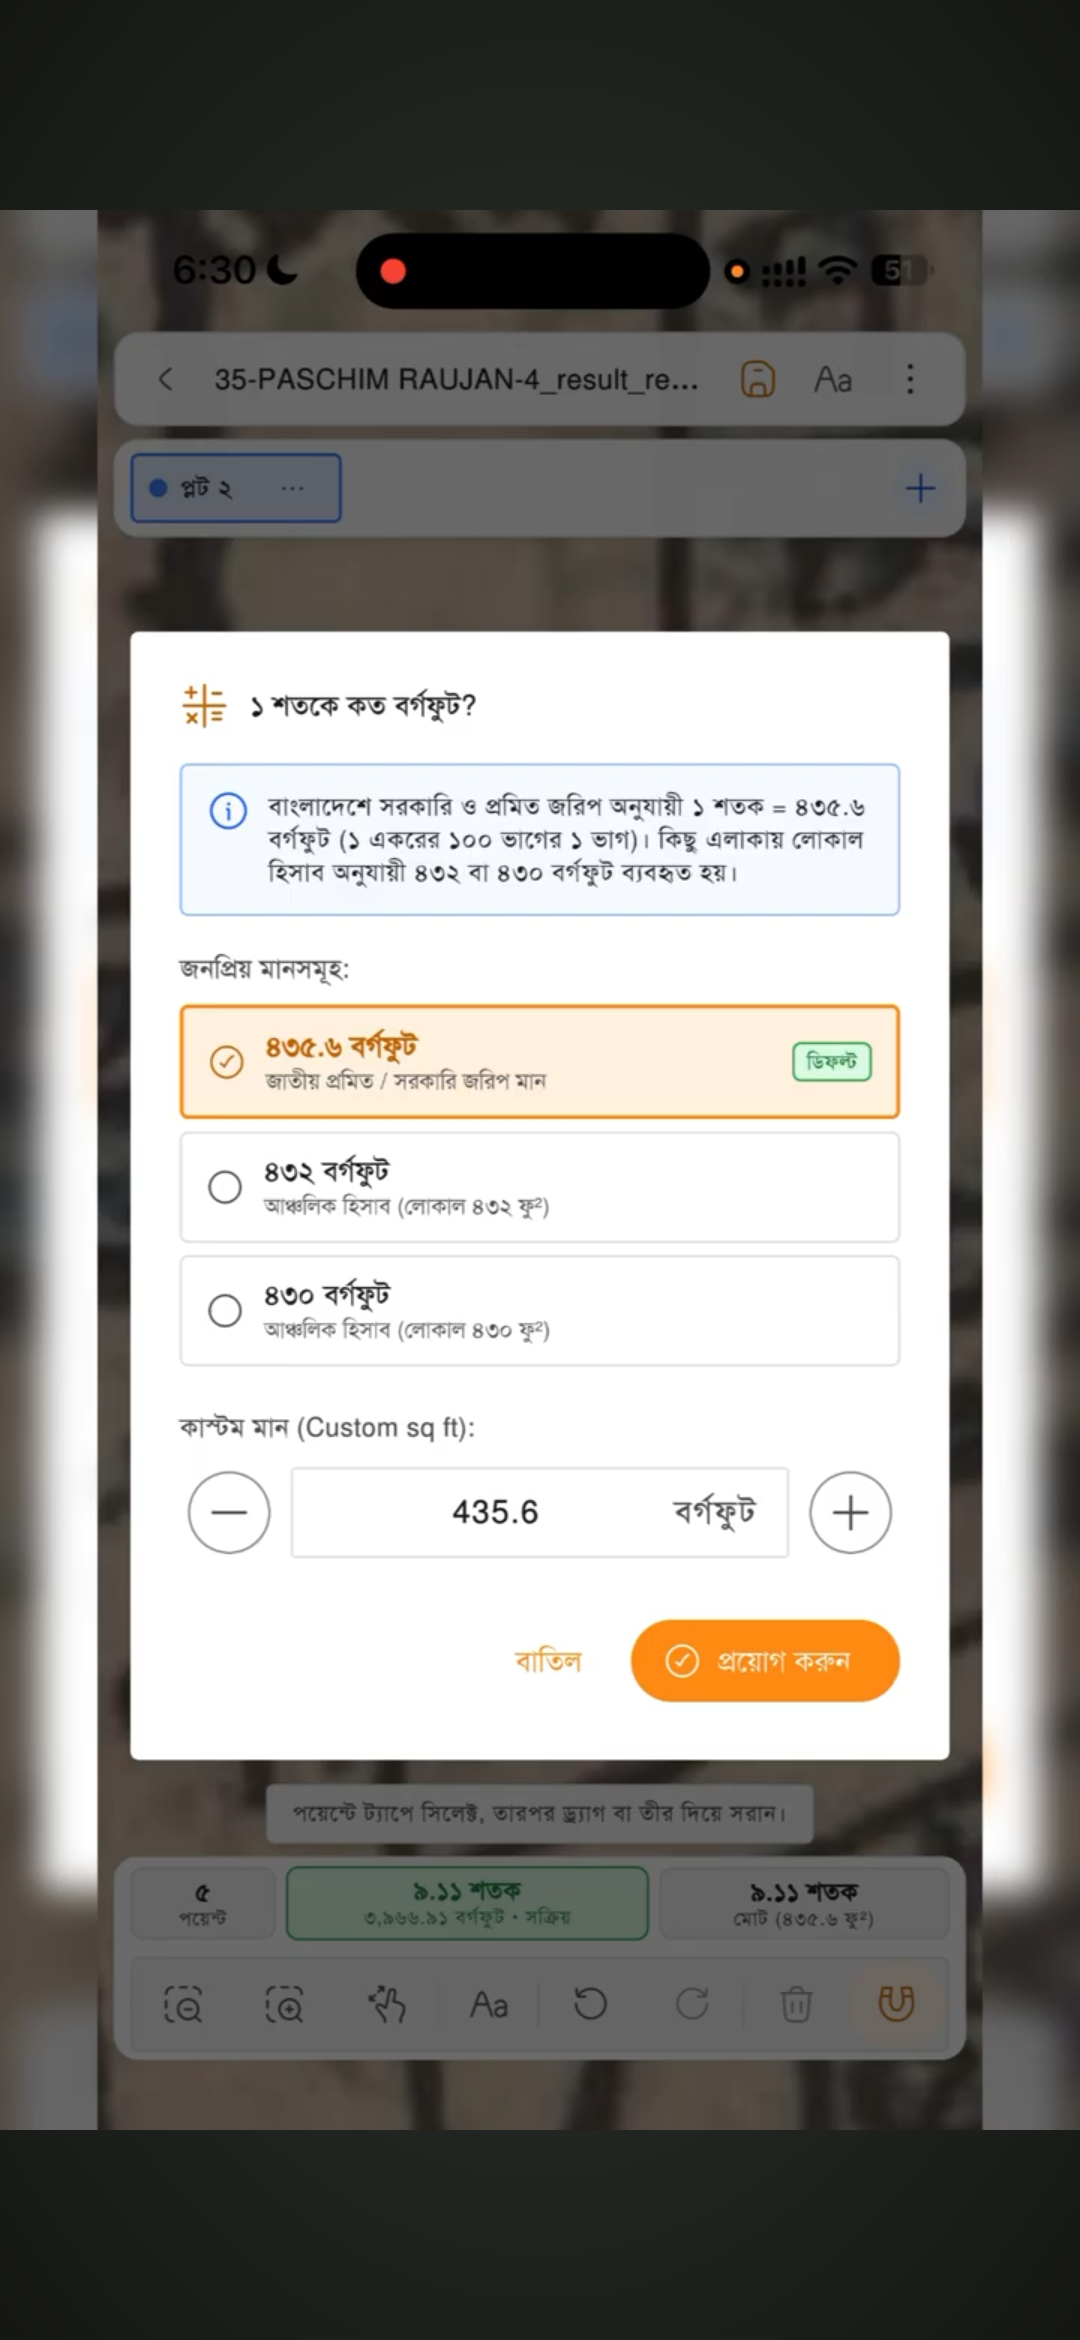 6:30
51
35-PASCHIM RAUJAN-4_result_re...
প্লট ২ ...
১ শতকে কত বর্গফুট?
বাংলাদেশে সরকারি ও প্রমিত জরিপ অনুযায়ী ১ শতক = ৪৩৫.৬
বর্গফুট (১ একরের ১০০ ভাগের ১ ভাগ)। কিছু এলাকায় লোকাল
হিসাব অনুযায়ী ৪৩২ বা ৪৩০ বর্গফুট ব্যবহৃত হয়।
জনপ্রিয় মানসমূহ:
৪৩৫.৬ বর্গফুট
জাতীয় প্রমিত / সরকারি জরিপ মান
ডিফল্ট
৪৩২ বর্গফুট
আঞ্চলিক হিসাব (লোকাল ৪৩২ ফু²)
৪৩০ বর্গফুট
আঞ্চলিক হিসাব (লোকাল ৪৩০ ফু²)
কাস্টম মান (Custom sq ft):
435.6 বর্গফুট
বাতিল
প্রয়োগ করুন
পয়েন্টে ট্যাপে সিলেক্ট, তারপর ড্র্যাগ বা তীর দিয়ে সরান।
৫
পয়েন্ট
৯.১১ শতক
৩,৯৬৬.৯১ বর্গফুট • সক্রিয়
৯.১১ শতক
মোট (৪৩৫.৬ ফু²)
Aa